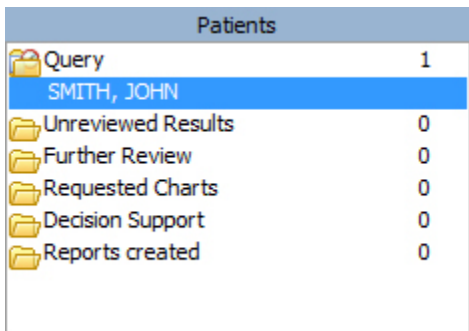 Patients
Query 1
SMITH, JOHN
Unreviewed Results 0
Further Review 0
Requested Charts 0
Decision Support 0
Reports created 0